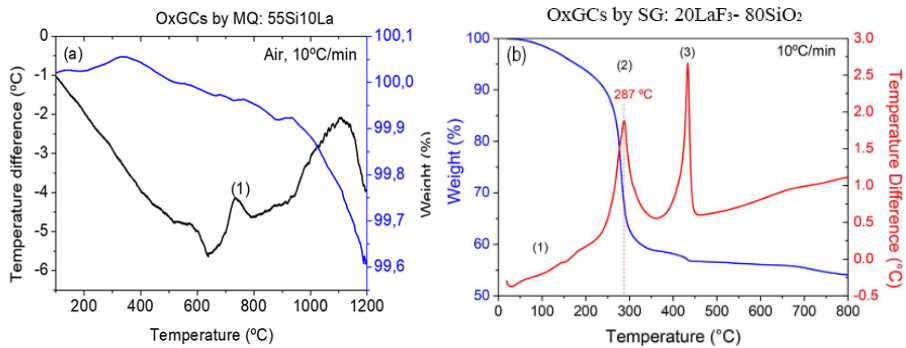 OxGCs by MQ: 55Si10La
(a)
Air, 10ºC/min
(1)
Temperature difference (ºC)
0
-1
-2
-3
-4
-5
-6
100,1
100,0
99,9
99,8
99,7
99,6
Weight (%)
200 400 600 800 1000 1200
Temperature (ºC)
OxGCs by SG: 20LaF₃- 80SiO₂
(b)
10ºC/min
(2)
(3)
287 ºC
(1)
Weight (%)
100
90
80
70
60
50
3.0
2.5
2.0
1.5
1.0
0.5
0.0
-0.5
Temperature Difference (°C)
0 100 200 300 400 500 600 700 800
Temperature (°C)